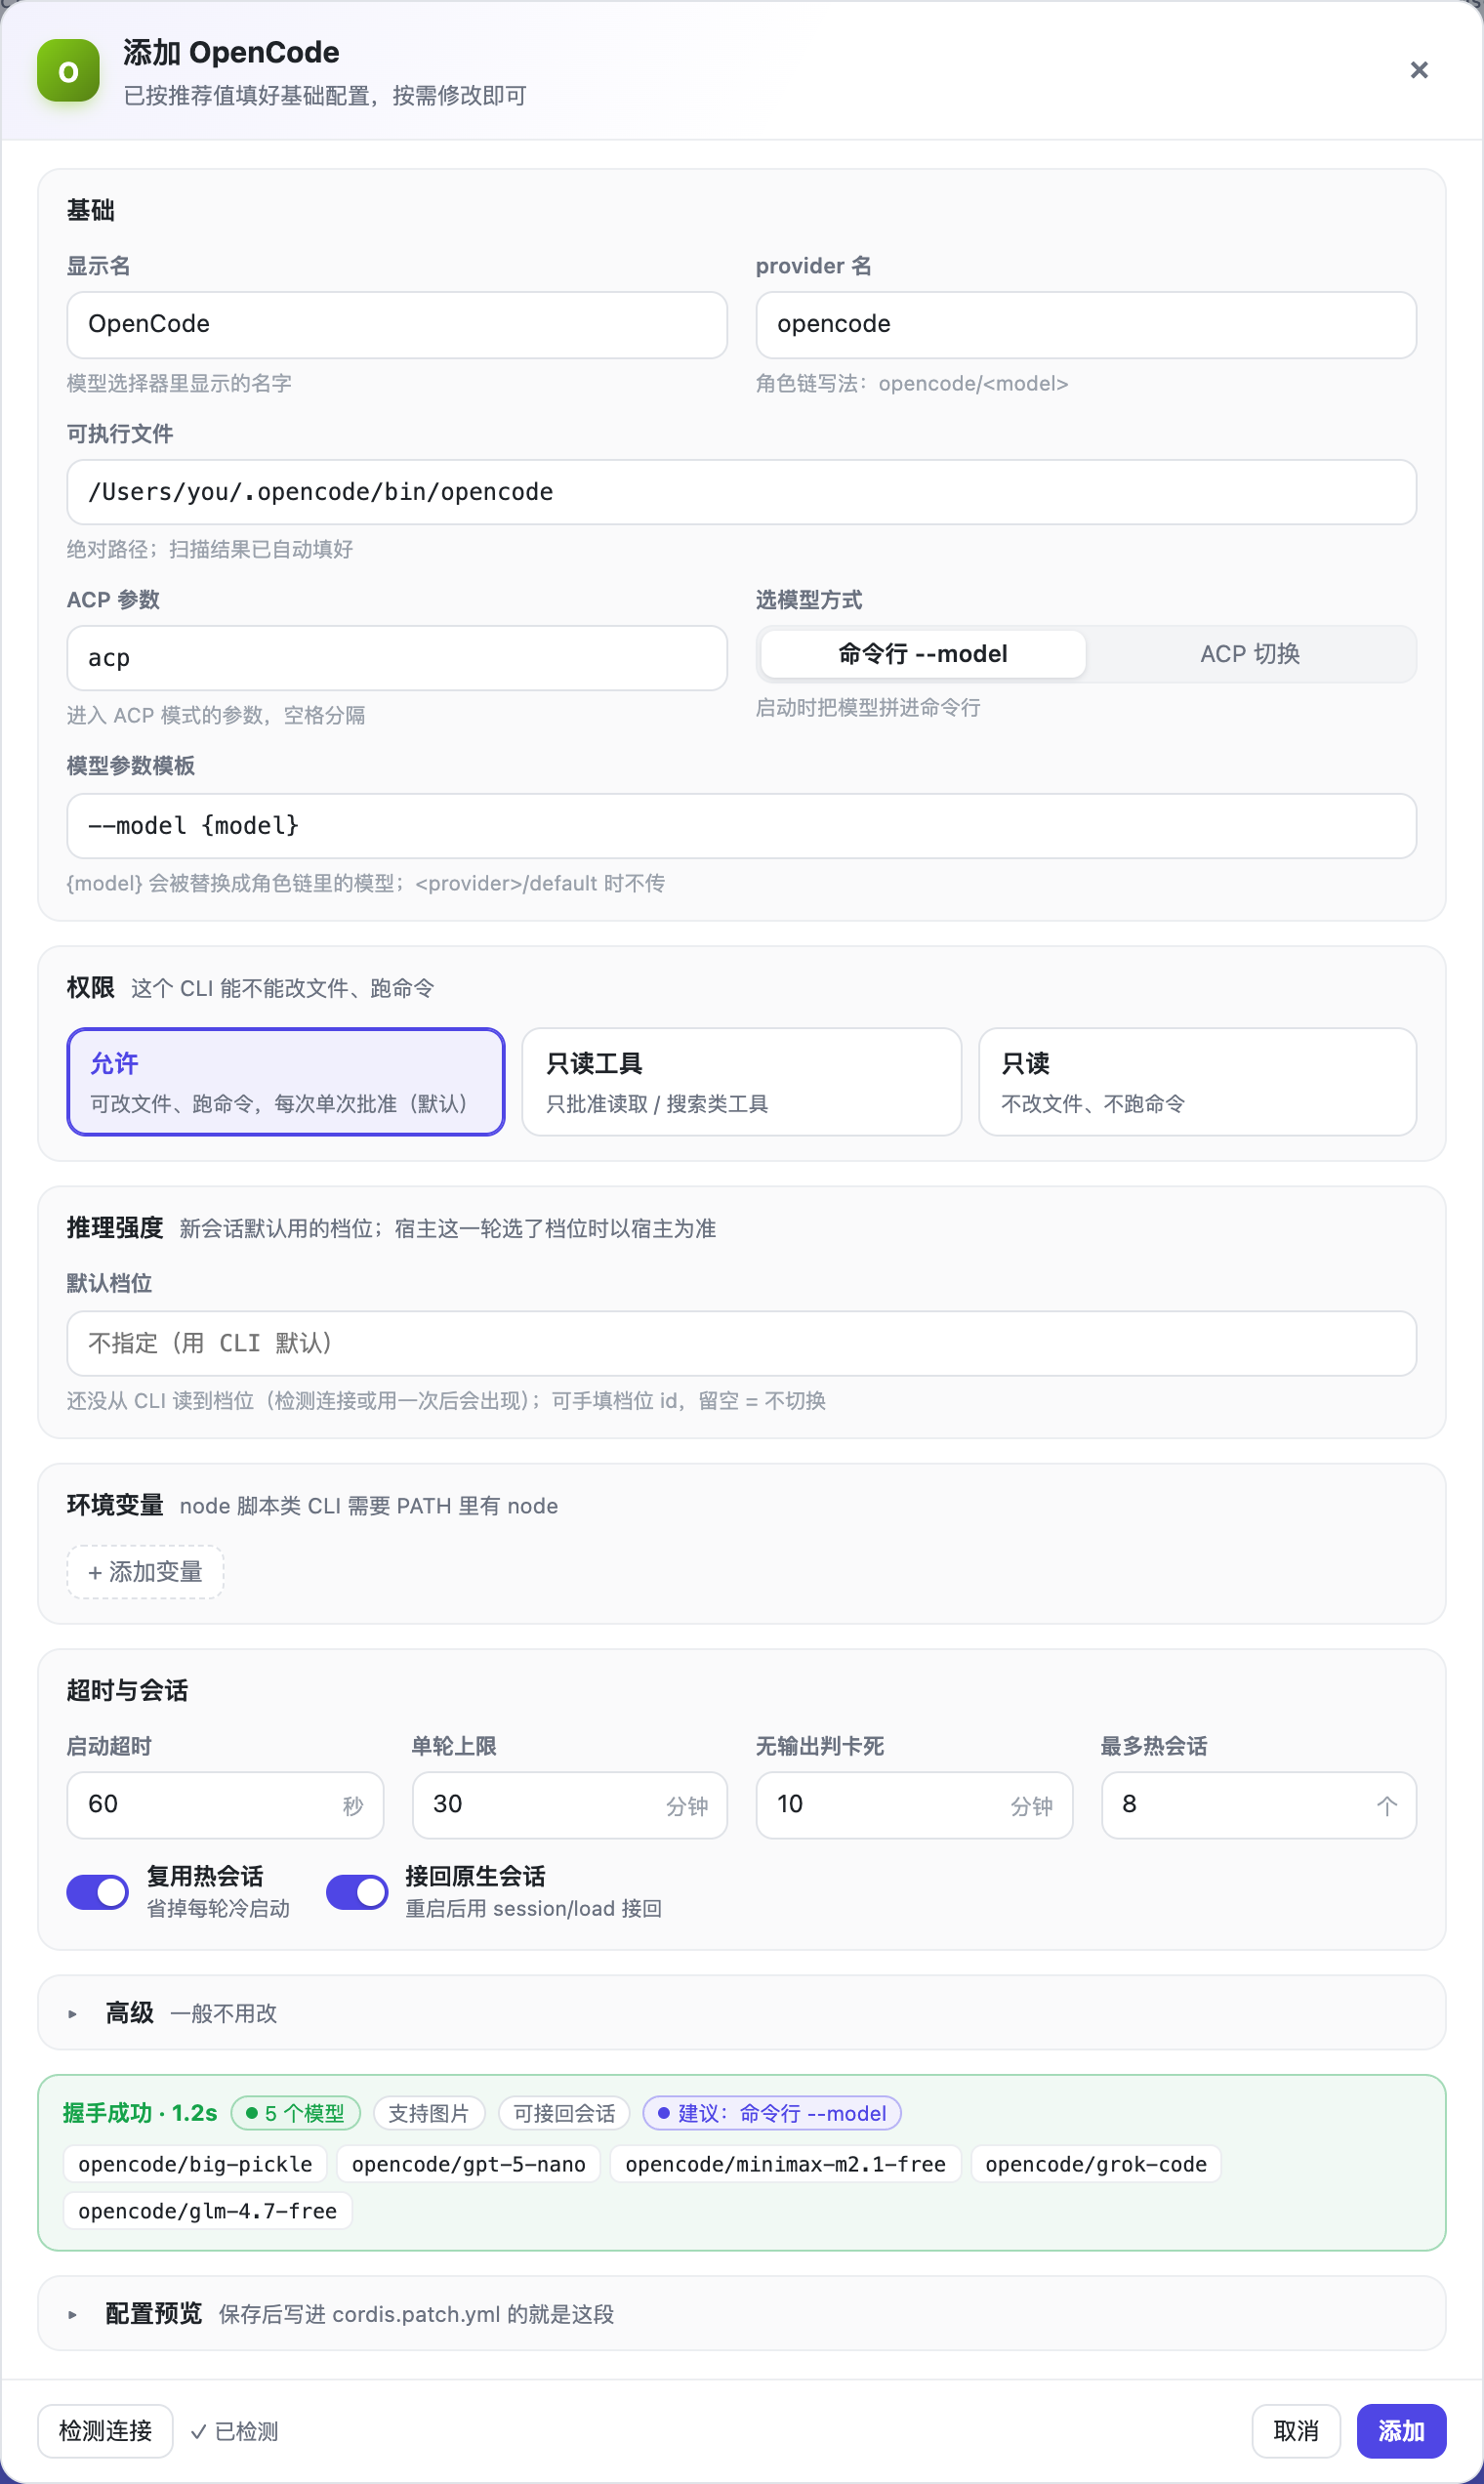 O
添加 OpenCode
已按推荐值填好基础配置，按需修改即可
×
基础
显示名
provider 名
OpenCode
opencode
模型选择器里显示的名字
角色链写法：opencode/<model>
可执行文件
/Users/you/.opencode/bin/opencode
绝对路径；扫描结果已自动填好
ACP 参数
选模型方式
acp
命令行 --model
ACP 切换
进入 ACP 模式的参数，空格分隔
启动时把模型拼进命令行
模型参数模板
--model {model}
{model} 会被替换成角色链里的模型；<provider>/default 时不传
权限 这个 CLI 能不能改文件、跑命令
允许
可改文件、跑命令，每次单次批准（默认）
只读工具
只批准读取 / 搜索类工具
只读
不改文件、不跑命令
推理强度 新会话默认用的档位；宿主这一轮选了档位时以宿主为准
默认档位
不指定（用 CLI 默认）
还没从 CLI 读到档位（检测连接或用一次后会出现）；可手填档位 id，留空 = 不切换
环境变量 node 脚本类 CLI 需要 PATH 里有 node
+ 添加变量
超时与会话
启动超时
单轮上限
无输出判卡死
最多热会话
60 秒
30 分钟
10 分钟
8 个
复用热会话
省掉每轮冷启动
接回原生会话
重启后用 session/load 接回
▸ 高级 一般不用改
握手成功 · 1.2s ● 5 个模型 支持图片 可接回会话 ● 建议：命令行 --model
opencode/big-pickle opencode/gpt-5-nano opencode/minimax-m2.1-free opencode/grok-code
opencode/glm-4.7-free
▸ 配置预览 保存后写进 cordis.patch.yml 的就是这段
检测连接 ✓ 已检测
取消
添加